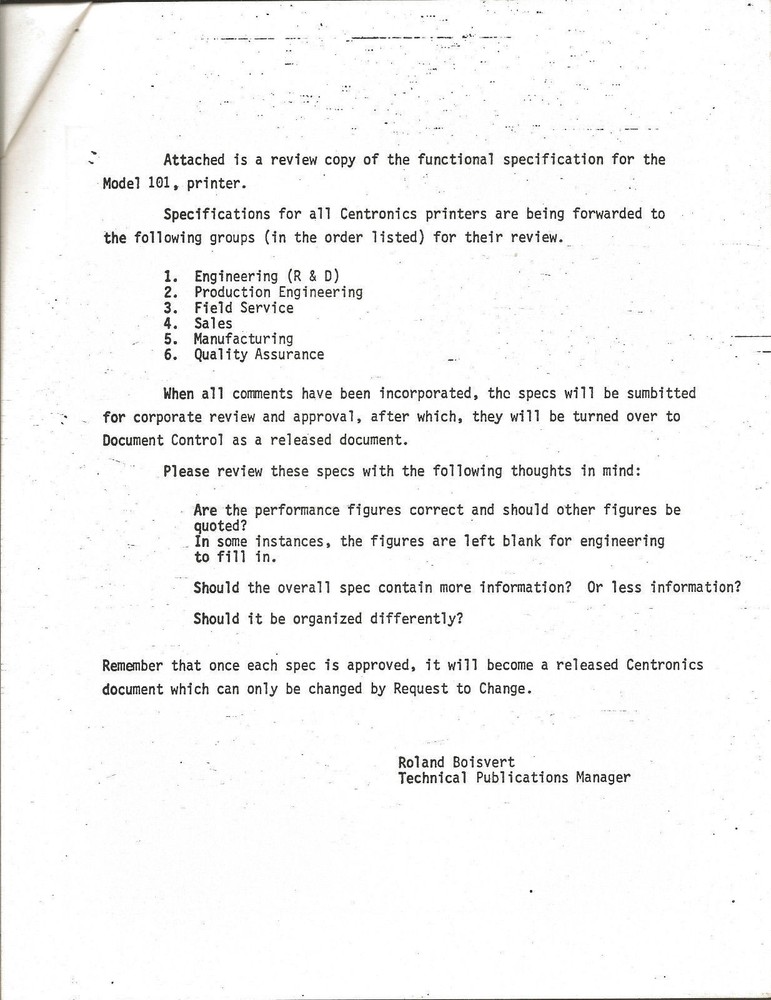 Attached is a review copy of the functional specification for the
Model 101, printer.
Specifications for all Centronics printers are being forwarded to
the following groups (in the order listed) for their review.
1. Engineering (R & D)
2. Production Engineering
3. Field Service
4. Sales
5. Manufacturing
6. Quality Assurance
When all comments have been incorporated, the specs will be sumbitted
for corporate review and approval, after which, they will be turned over to
Document Control as a released document.
Please review these specs with the following thoughts in mind:
Are the performance figures correct and should other figures be
quoted?
In some instances, the figures are left blank for engineering
to fill in.
Should the overall spec contain more information? Or less information?
Should it be organized differently?
Remember that once each spec is approved, it will become a released Centronics
document which can only be changed by Request to Change.
Roland Boisvert
Technical Publications Manager